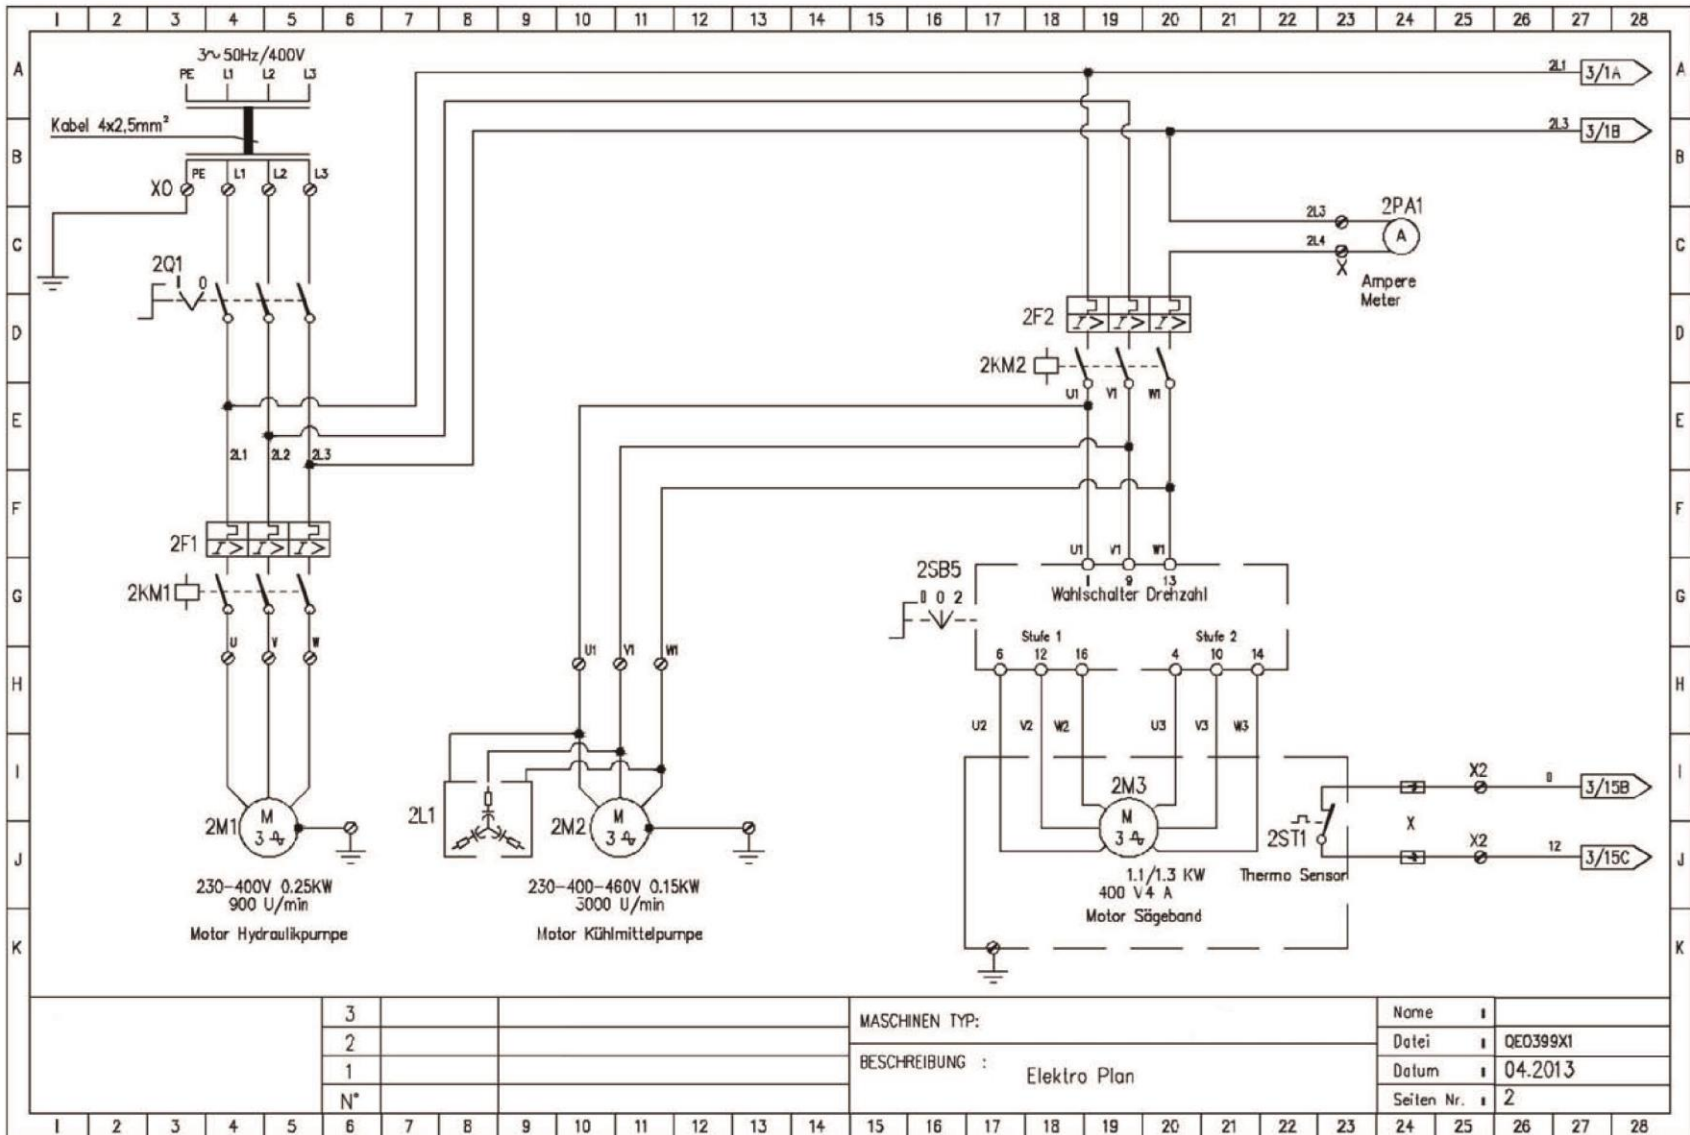 1 2 3 4 5 6 7 8 9 10 11 12 13 14 15 16 17 18 19 20 21 22 23 24 25 26 27 28
3~50Hz/400V
A PE L1 L2 L3 2L1 3/1A A
Kabel 4x2,5mm² 2L3 3/1B
B B
X0 PE L1 L2 L3
2L3 2PA1
C 2L4 A C
X
2Q1 1 0 Ampere
Meter
2F2 I> I> I>
D D
2KM2
U1 V1 W1
E E
2L1 2L2 2L3
F F
2F1 I> I> I>
U1 V1 W1
2SB5 1 9 13
2KM1 0 2 Wahlschalter Drehzahl
G G
U V W Stufe 1 Stufe 2
U1 V1 W1 6 12 16 4 10 14
H H
U2 V2 W2 U3 V3 W3
I X2 3/15B I
2M3
2L1 2M1 M 3 2M2 M 3 M 3 2ST1 X
J X2 12 3/15C J
230-400V 0.25KW 230-400-460V 0.15KW 1.1/1.3 KW Thermo Sensor
900 U/min 3000 U/min 400 V4 A
Motor Hydraulikpumpe Motor Kühlmittelpumpe Motor Sägeband
K K
3 MASCHINEN TYP: Name :
2 Datei : QE0399X1
1 BESCHREIBUNG : Elektro Plan Datum : 04.2013
N° Seiten Nr. : 2
1 2 3 4 5 6 7 8 9 10 11 12 13 14 15 16 17 18 19 20 21 22 23 24 25 26 27 28